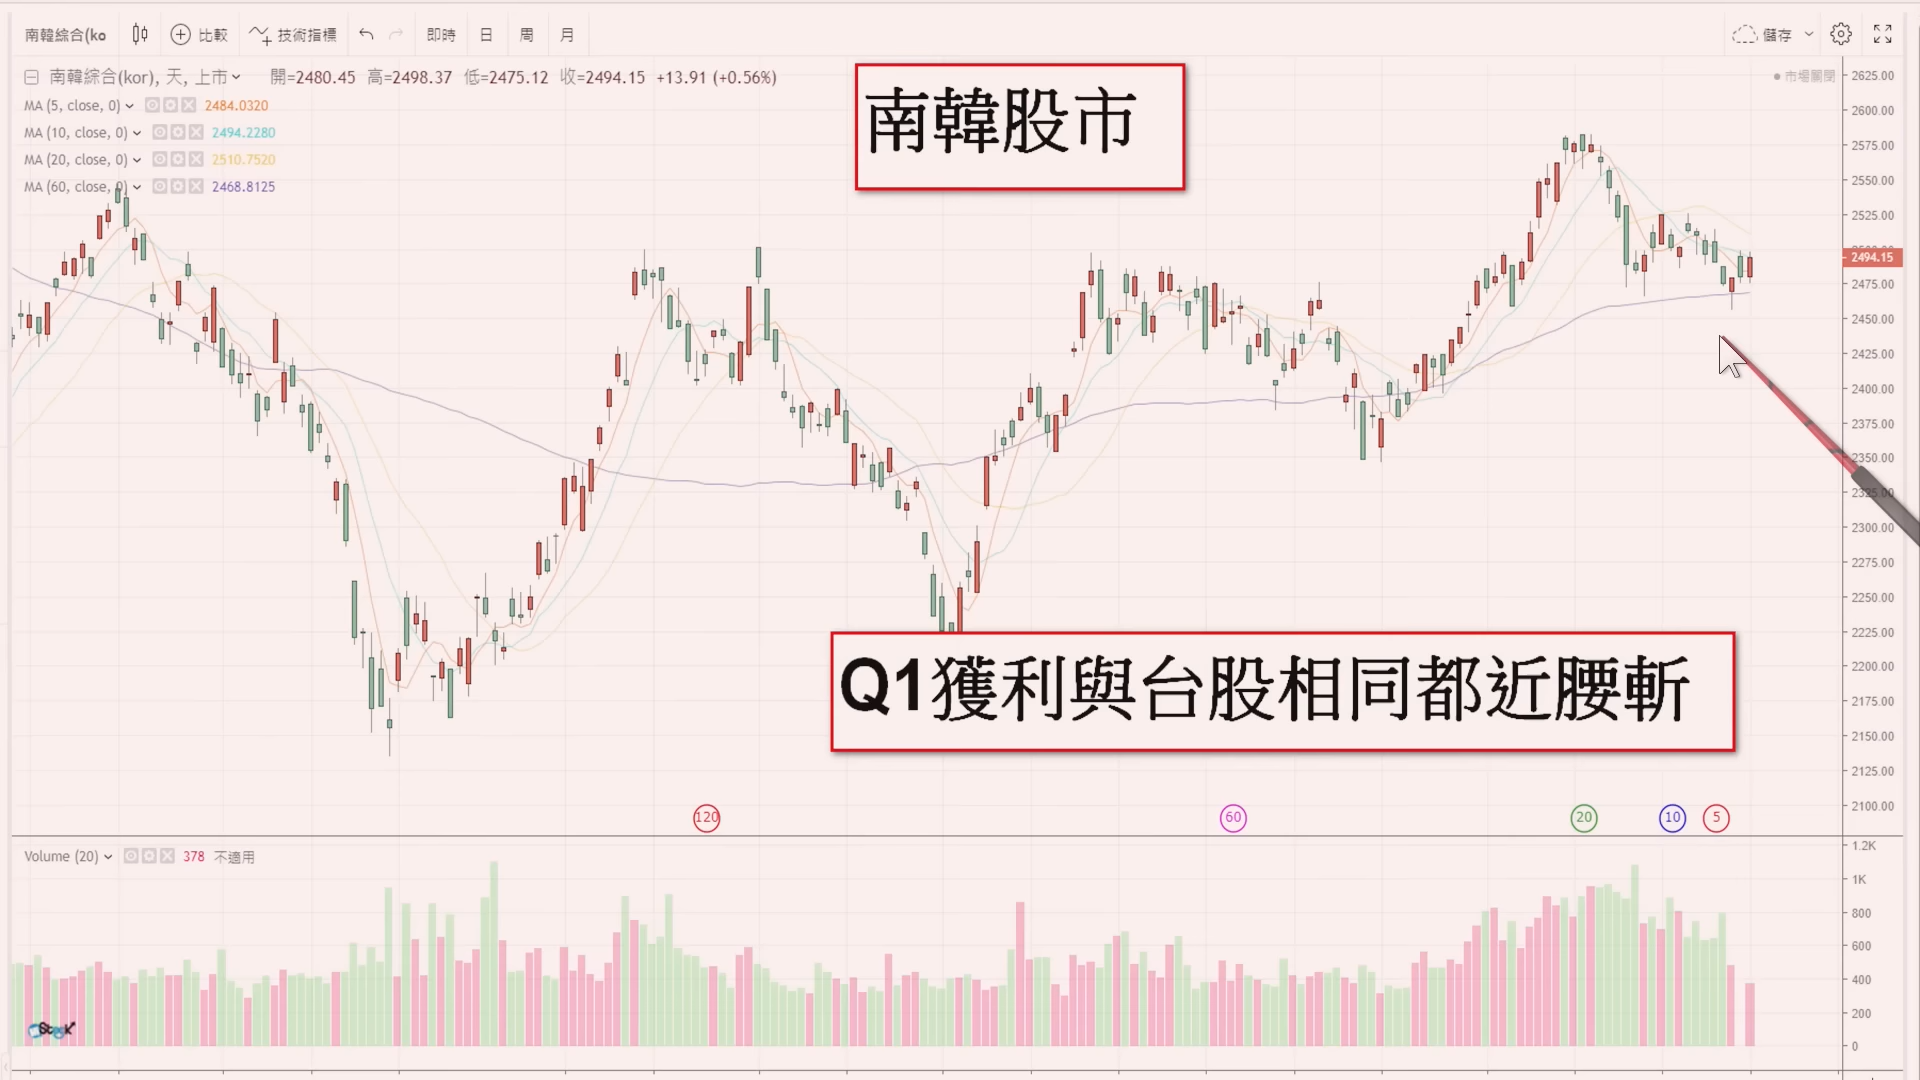 南韓綜合(ko 比較 技術指標 即時 日 周 月 儲存
南韓綜合(kor), 天, 上市 開=2480.45 高=2498.37 低=2475.12 收=2494.15 +13.91 (+0.56%)
市場關閉
MA (5, close, 0) 2484.0320
MA (10, close, 0) 2494.2280
MA (20, close, 0) 2510.7520
MA (60, close, 0) 2468.8125
南韓股市
2625.00
2600.00
2575.00
2550.00
2525.00
2494.15
2475.00
2450.00
2425.00
2400.00
2375.00
2350.00
2325.00
2300.00
2275.00
2250.00
2225.00
2200.00
2175.00
2150.00
2125.00
2100.00
Q1獲利與台股相同都近腰斬
120 60 20 10 5
Volume (20) 378 不適用
1.2K
1K
800
600
400
200
0